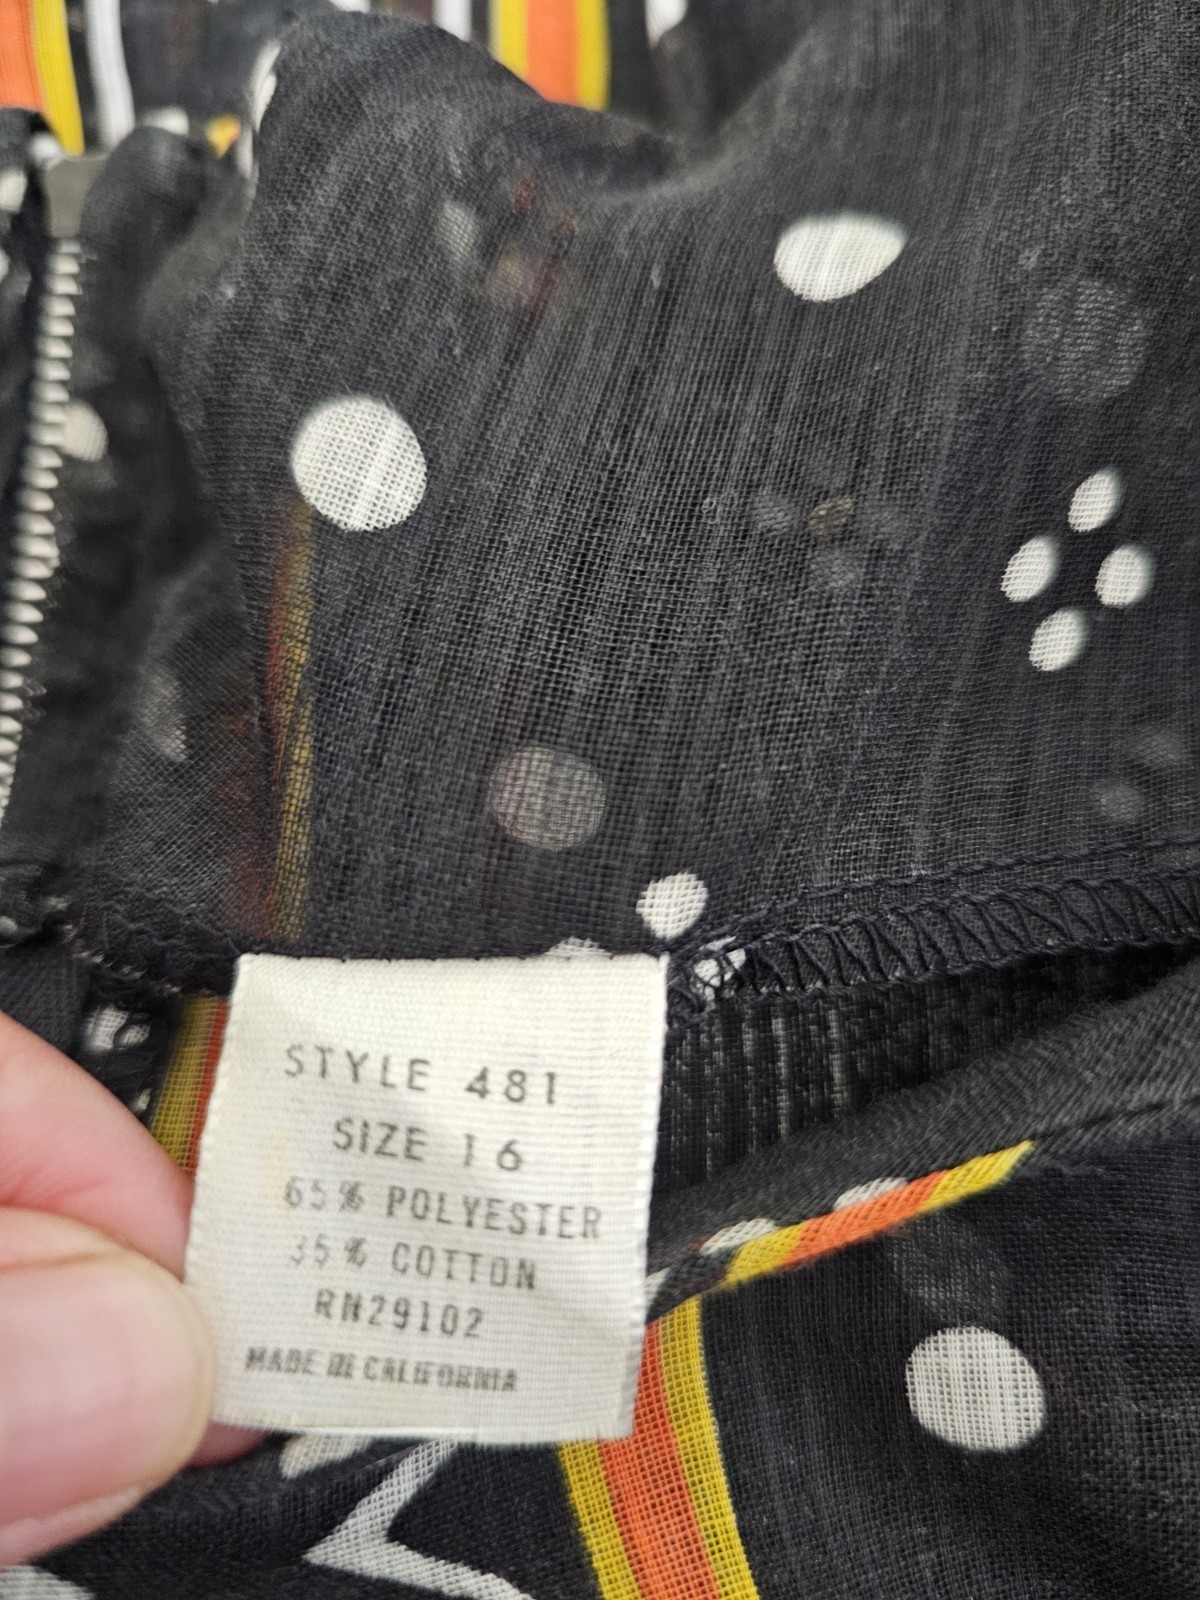 STYLE 481
SIZE 16
65% POLYESTER
35% COTTON
RN29102
MADE IN CALIFORNIA